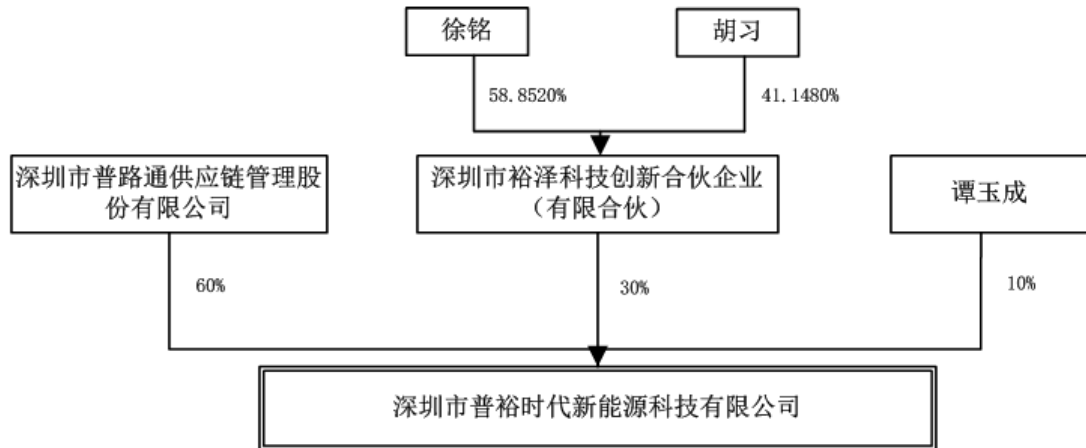 徐铭
胡习
58.8520%
41.1480%
深圳市普路通供应链管理股
份有限公司
深圳市裕泽科技创新合伙企业
（有限合伙）
谭玉成
60%
30%
10%
深圳市普裕时代新能源科技有限公司